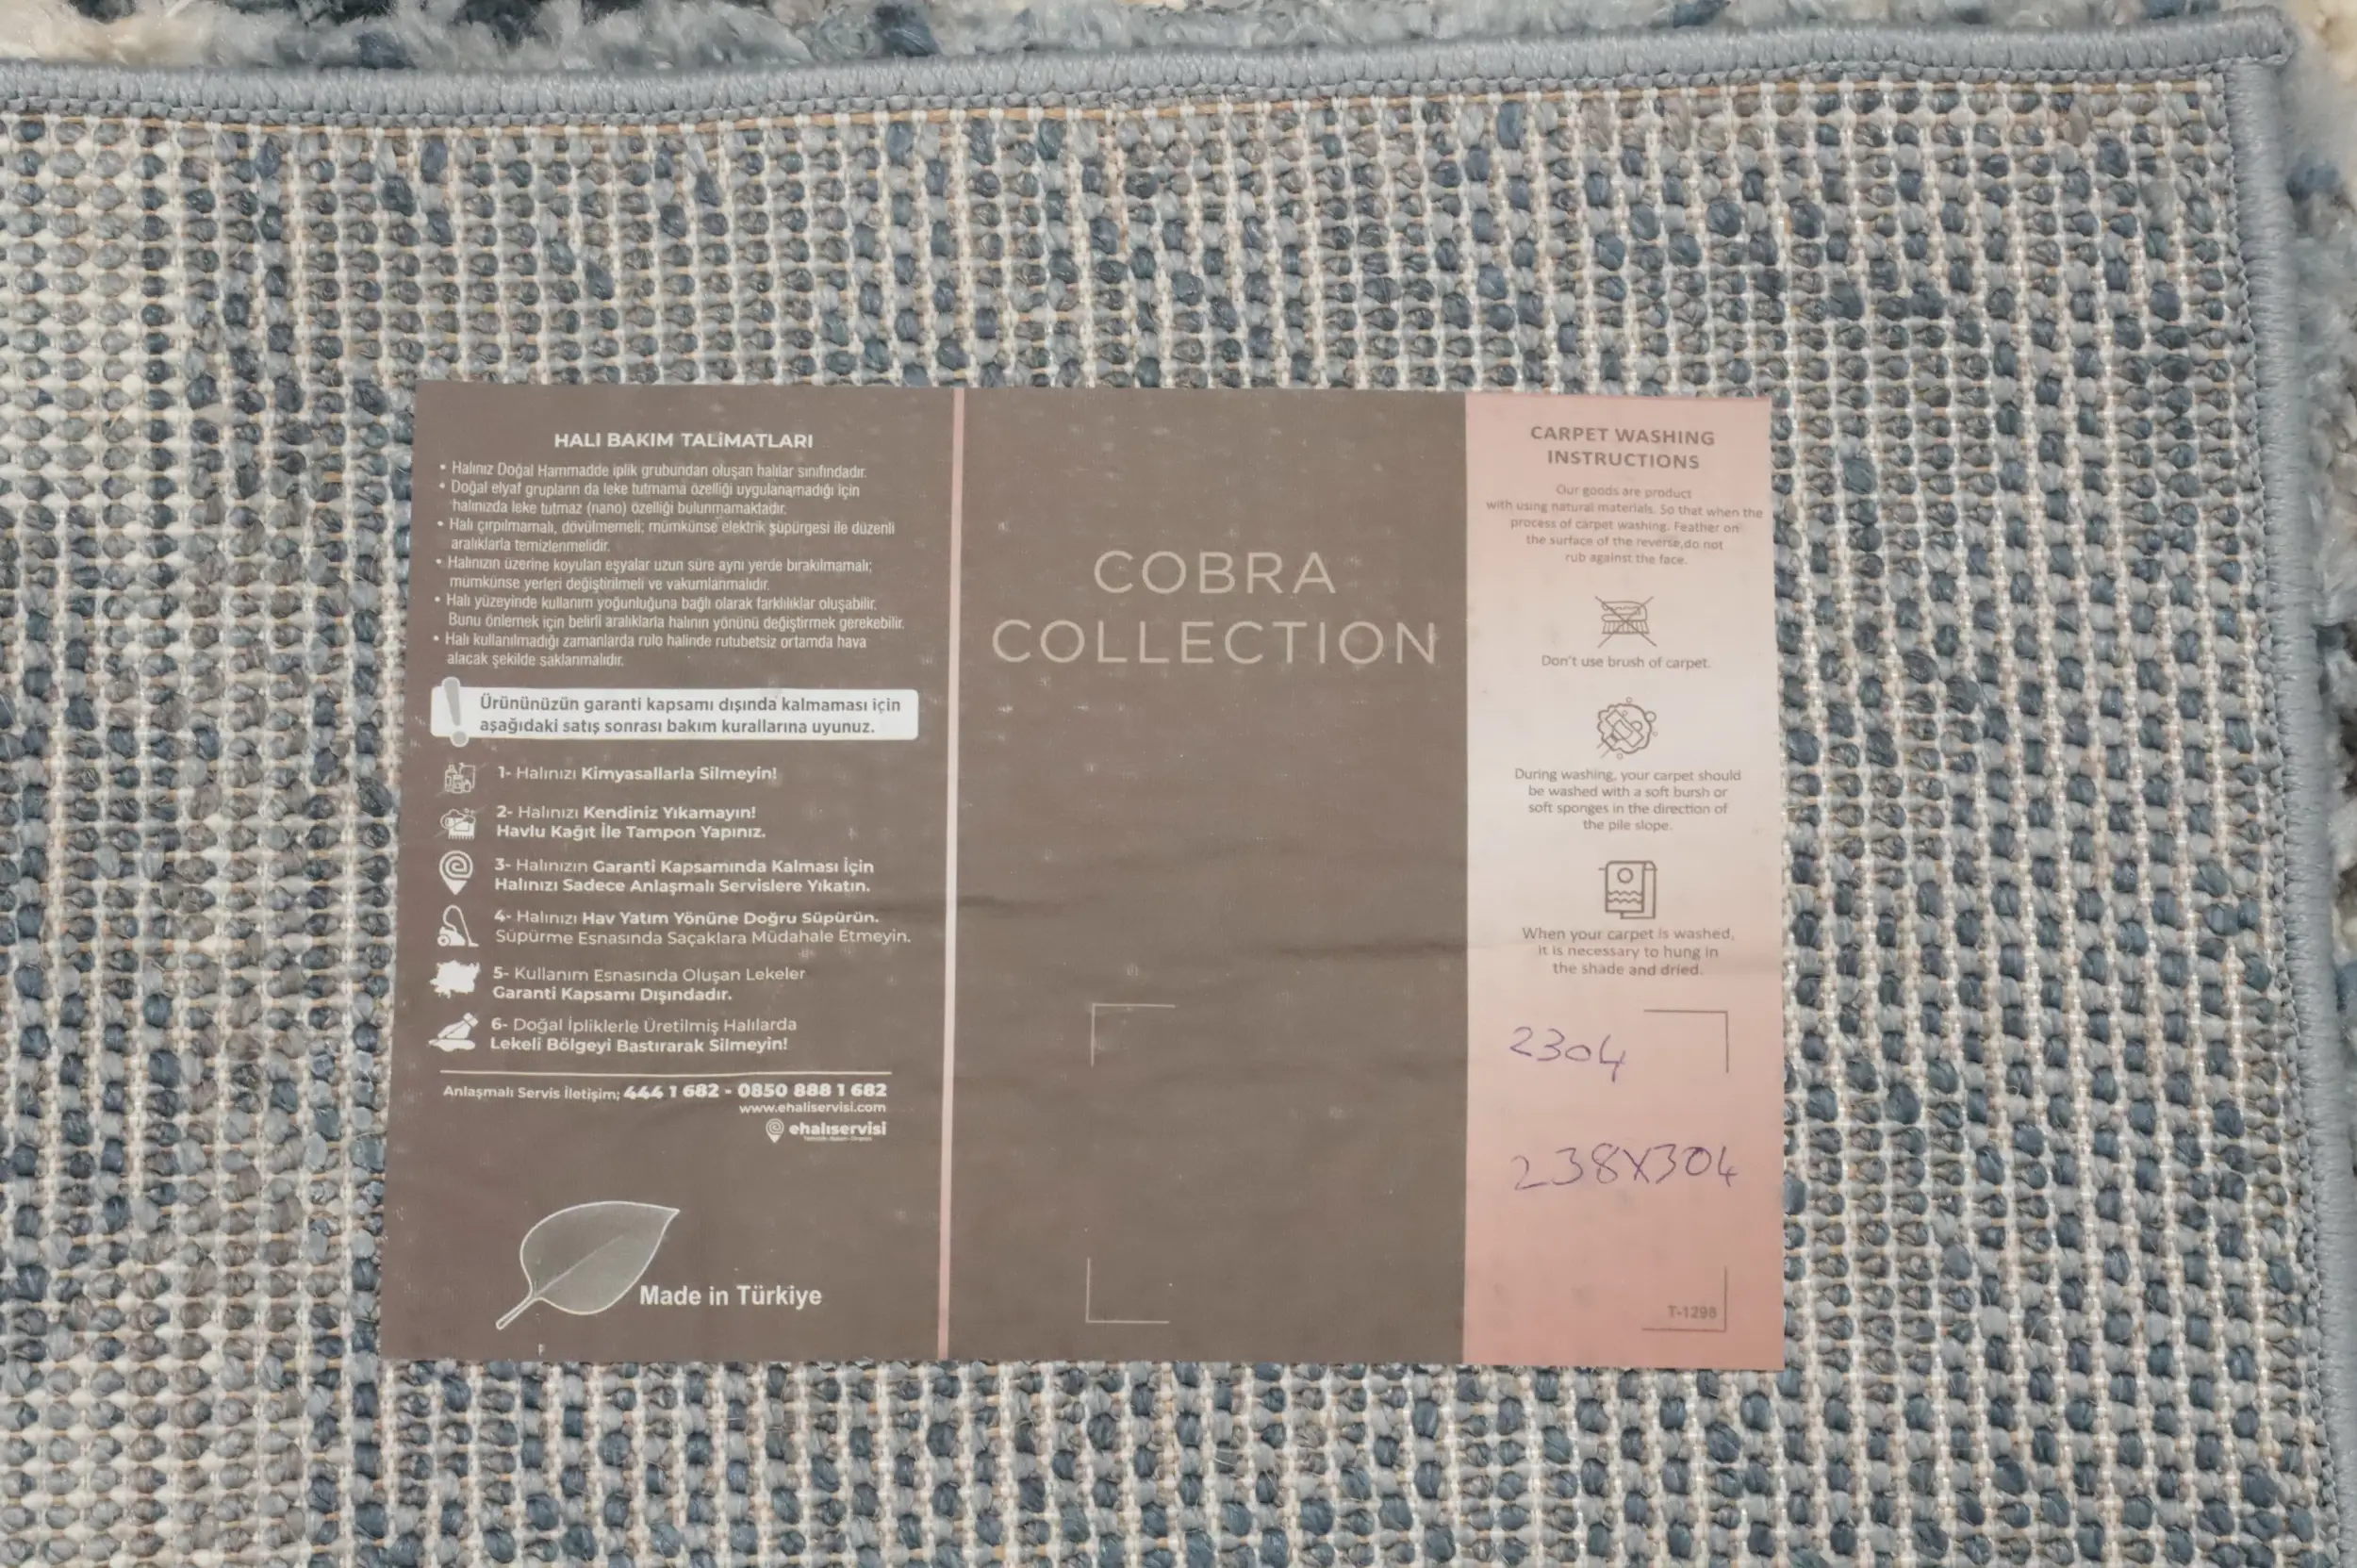 HALI BAKIM TALİMATLARI
• Halınız Doğal Hammadde iplik grubundan oluşan halılar sınıfındadır.
• Doğal elyaf grupların da leke tutmama özelliği uygulanamadığı için
halınızda leke tutmaz (nano) özelliği bulunmamaktadır.
• Halı çırpılmamalı, dövülmemeli; mümkünse elektrik süpürgesi ile düzenli
aralıklarla temizlenmelidir.
• Halınızın üzerine koyulan eşyalar uzun süre aynı yerde bırakılmamalı;
mümkünse yerleri değiştirilmeli ve vakumlanmalıdır.
• Halı yüzeyinde kullanım yoğunluğuna bağlı olarak farklılıklar oluşabilir.
Bunu önlemek için belirli aralıklarla halının yönünü değiştirmek gerekebilir.
• Halı kullanılmadığı zamanlarda rulo halinde rutubetsiz ortamda hava
alacak şekilde saklanmalıdır.
Ürününüzün garanti kapsamı dışında kalmaması için
aşağıdaki satış sonrası bakım kurallarına uyunuz.
1- Halınızı Kimyasallarla Silmeyin!
2- Halınızı Kendiniz Yıkamayın!
Havlu Kağıt İle Tampon Yapınız.
3- Halınızın Garanti Kapsamında Kalması İçin
Halınızı Sadece Anlaşmalı Servislere Yıkatın.
4- Halınızı Hav Yatım Yönüne Doğru Süpürün.
Süpürme Esnasında Saçaklara Müdahale Etmeyin.
5- Kullanım Esnasında Oluşan Lekeler
Garanti Kapsamı Dışındadır.
6- Doğal İpliklerle Üretilmiş Halılarda
Lekeli Bölgeyi Bastırarak Silmeyin!
Anlaşmalı Servis İletişim; 444 1 682 - 0850 888 1 682
www.ehaliservisi.com
ehalıservisi
Made in Türkiye
COBRA
COLLECTION
CARPET WASHING
INSTRUCTIONS
Our goods are product
with using natural materials. So that when the
process of carpet washing. Feather on
the surface of the reverse,do not
rub against the face.
Don't use brush of carpet.
During washing, your carpet should
be washed with a soft bursh or
soft sponges in the direction of
the pile slope.
When your carpet is washed,
it is necessary to hung in
the shade and dried.
2304
238X304
T-1298